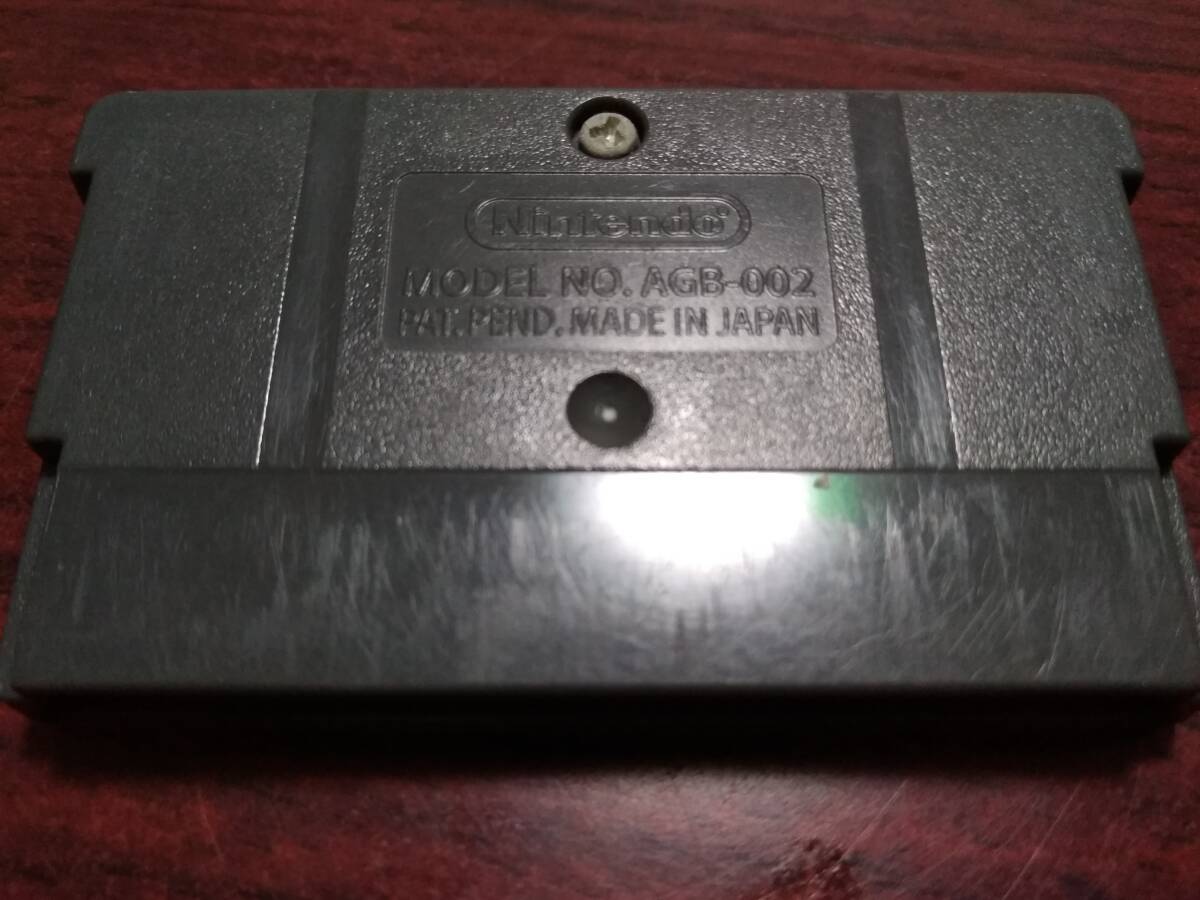 Nintendo®
MODEL NO. AGB-002
PAT. PEND. MADE IN JAPAN